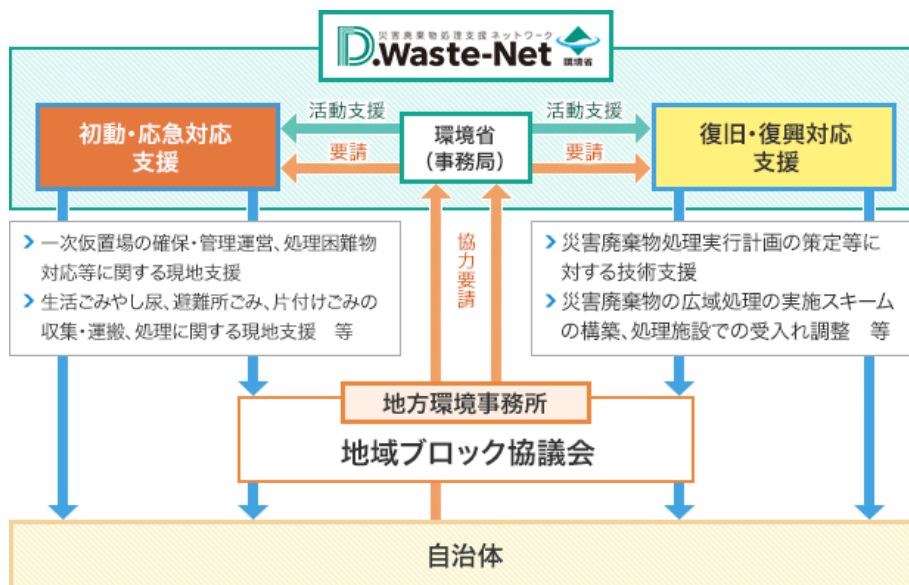 災害廃棄物処理支援ネットワーク
D.Waste-Net
環境省
初動・応急対応
支援
活動支援
要請
環境省
（事務局）
活動支援
要請
復旧・復興対応
支援
一次仮置場の確保・管理運営、処理困難物
対応等に関する現地支援
生活ごみやし尿、避難所ごみ、片付けごみの
収集・運搬、処理に関する現地支援　等
協力要請
災害廃棄物処理実行計画の策定等に
対する技術支援
災害廃棄物の広域処理の実施スキーム
の構築、処理施設での受入れ調整　等
地方環境事務所
地域ブロック協議会
自治体